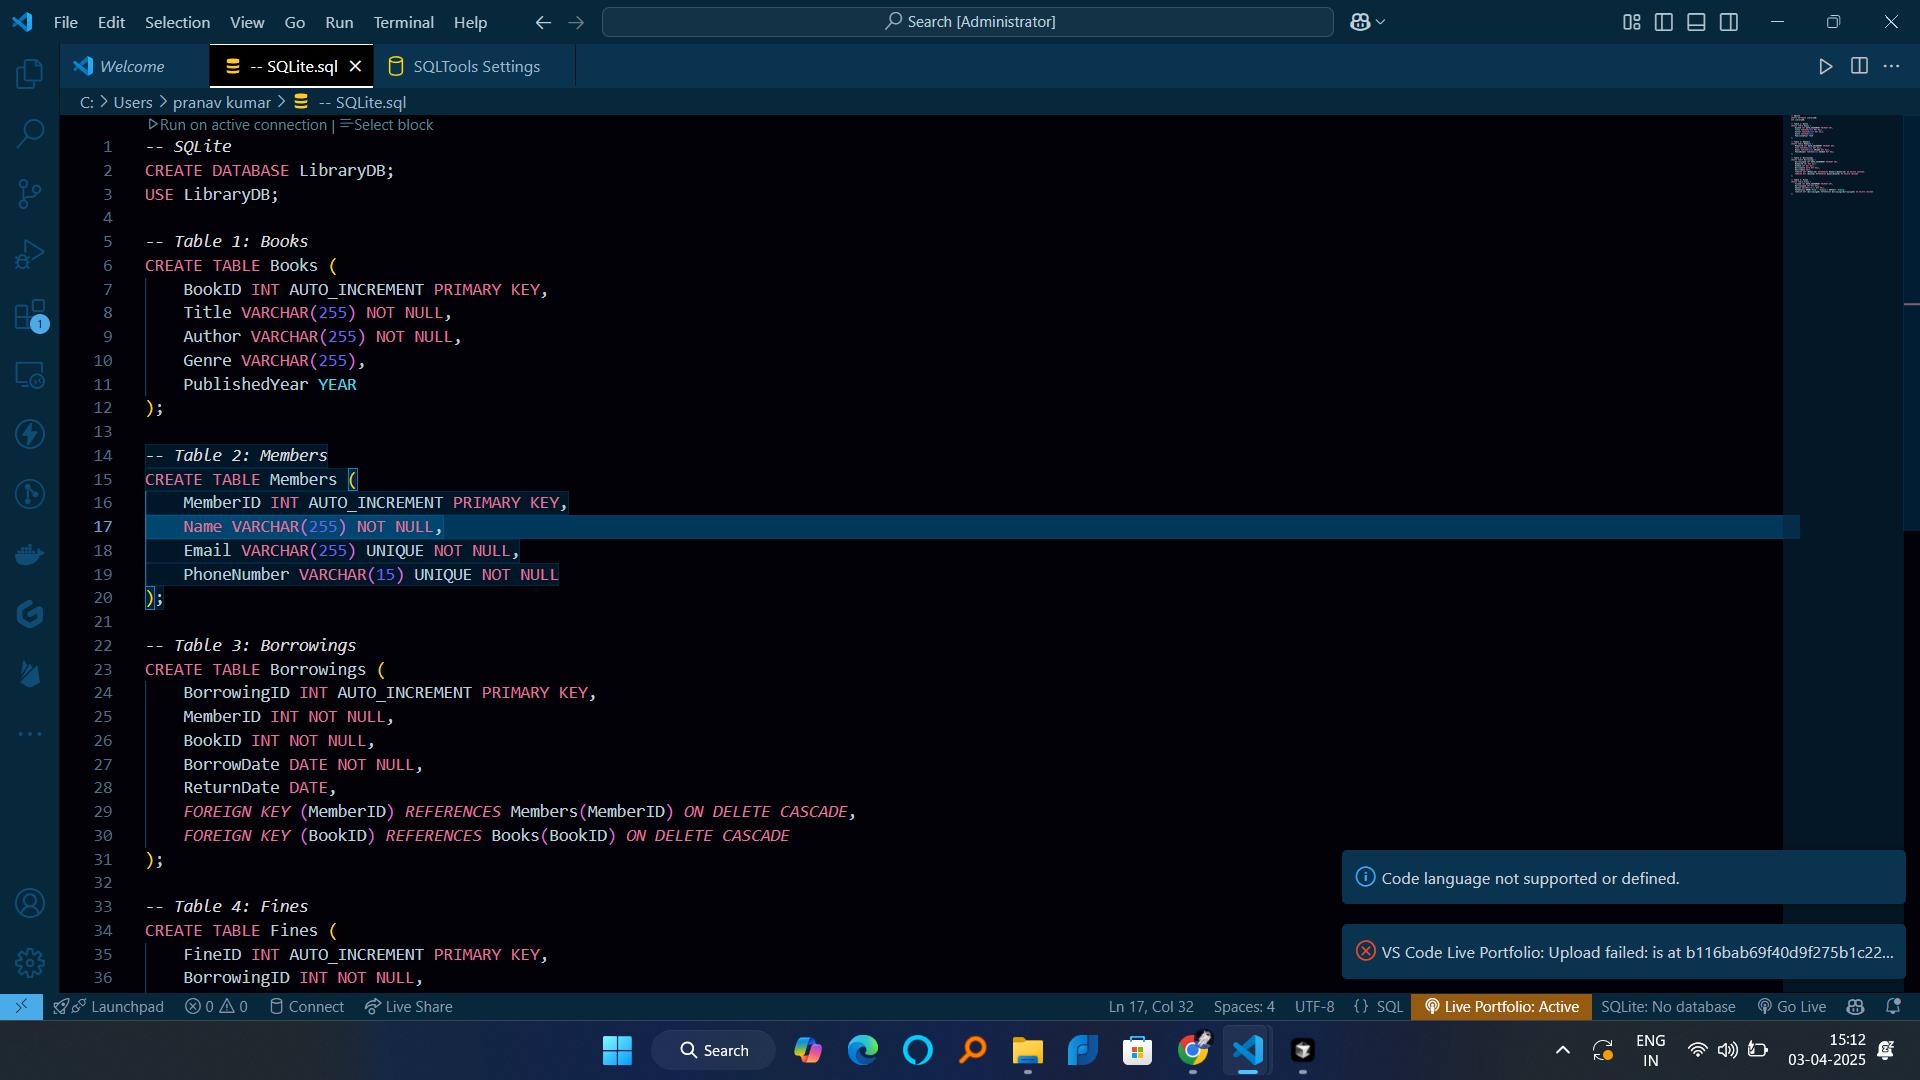 File Edit Selection View Go Run Terminal Help
Search [Administrator]
Welcome
-- SQLite.sql
SQLTools Settings
C: > Users > pranav kumar > -- SQLite.sql
Run on active connection | Select block
1 -- SQLite
2 CREATE DATABASE LibraryDB;
3 USE LibraryDB;
4
5 -- Table 1: Books
6 CREATE TABLE Books (
7 BookID INT AUTO_INCREMENT PRIMARY KEY,
8 Title VARCHAR(255) NOT NULL,
9 Author VARCHAR(255) NOT NULL,
10 Genre VARCHAR(255),
11 PublishedYear YEAR
12 );
13
14 -- Table 2: Members
15 CREATE TABLE Members (
16 MemberID INT AUTO_INCREMENT PRIMARY KEY,
17 Name VARCHAR(255) NOT NULL,
18 Email VARCHAR(255) UNIQUE NOT NULL,
19 PhoneNumber VARCHAR(15) UNIQUE NOT NULL
20 );
21
22 -- Table 3: Borrowings
23 CREATE TABLE Borrowings (
24 BorrowingID INT AUTO_INCREMENT PRIMARY KEY,
25 MemberID INT NOT NULL,
26 BookID INT NOT NULL,
27 BorrowDate DATE NOT NULL,
28 ReturnDate DATE,
29 FOREIGN KEY (MemberID) REFERENCES Members(MemberID) ON DELETE CASCADE,
30 FOREIGN KEY (BookID) REFERENCES Books(BookID) ON DELETE CASCADE
31 );
32
33 -- Table 4: Fines
34 CREATE TABLE Fines (
35 FineID INT AUTO_INCREMENT PRIMARY KEY,
36 BorrowingID INT NOT NULL,
1
Code language not supported or defined.
VS Code Live Portfolio: Upload failed: is at b116bab69f40d9f275b1c22...
Launchpad 0 0 Connect Live Share
Ln 17, Col 32 Spaces: 4 UTF-8 {} SQL Live Portfolio: Active SQLite: No database Go Live
Search
ENG
IN
15:12
03-04-2025